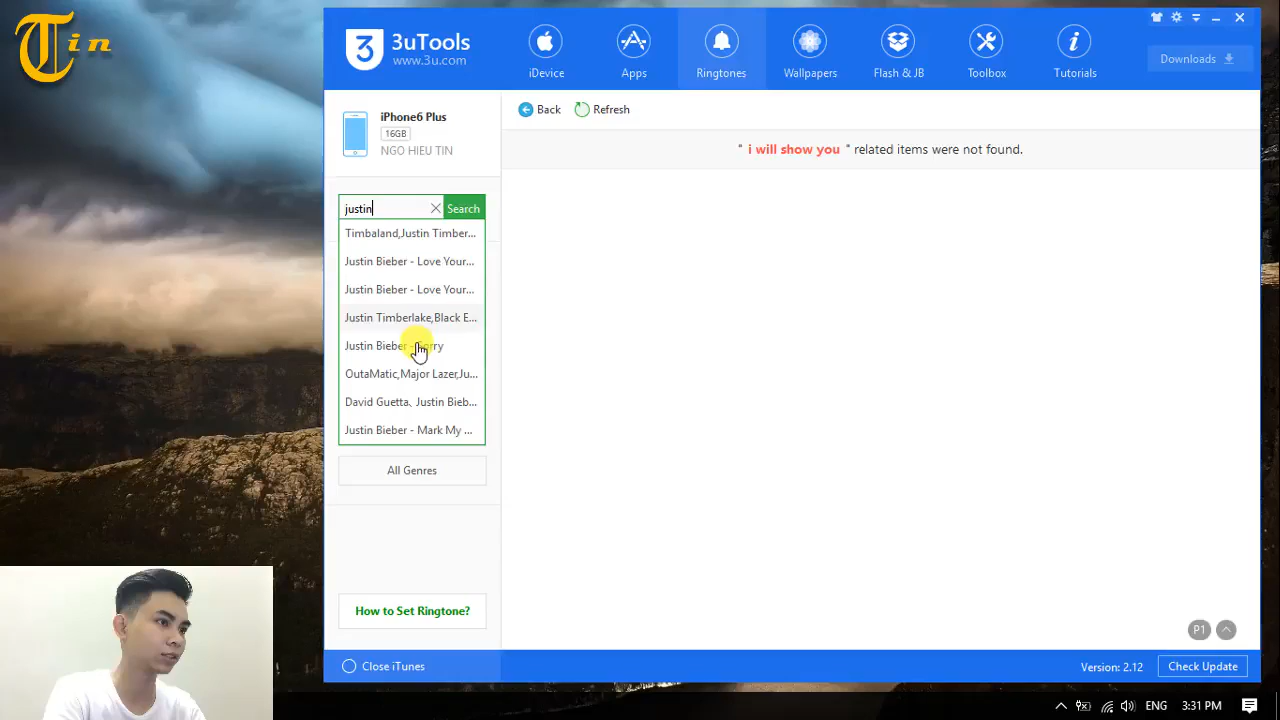 Tin
3uTools
www.3u.com
iDevice
Apps
Ringtones
Wallpapers
Flash & JB
Toolbox
Tutorials
Downloads
iPhone6 Plus
16GB
NGO HIEU TIN
Back
Refresh
" i will show you " related items were not found.
justin
Search
Timbaland,Justin Timber...
Justin Bieber - Love Your...
Justin Bieber - Love Your...
Justin Timberlake,Black E...
Justin Bieber - Sorry
OutaMatic,Major Lazer,Ju...
David Guetta、Justin Bieb...
Justin Bieber - Mark My ...
All Genres
How to Set Ringtone?
P1
Close iTunes
Version: 2.12
Check Update
ENG
3:31 PM